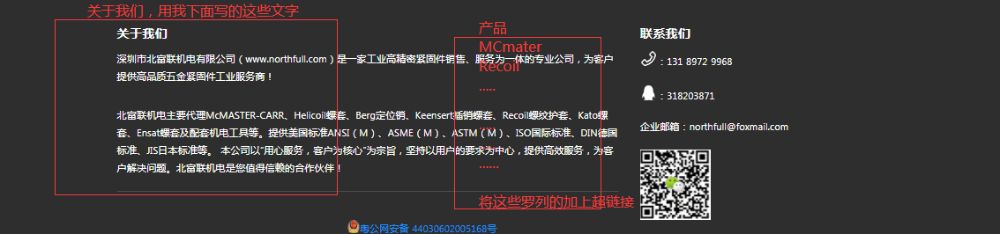 关于我们，用我下面写的这些文字
关于我们
深圳市北富联机电有限公司（www.northfull.com）是一家工业高精密紧固件销售、服务为一体的专业公司，为客户
提供高品质五金紧固件工业服务商！
北富联机电主要代理McMASTER-CARR、Helicoil螺套、Berg定位销、Keensert插销螺套、Recoil螺纹护套、Kato螺
套、Ensat螺套及配套机电工具等。提供美国标准ANSI（M）、ASME（M）、ASTM（M）、ISO国际标准、DIN德国
标准、JIS日本标准等。 本公司以“用心服务，客户为核心”为宗旨，坚持以用户的要求为中心，提供高效服务，为客
户解决问题。北富联机电是您值得信赖的合作伙伴！
产品
MCmater
Recoil
.....
.....
.....
将这些罗列的加上超链接
联系我们
：131 8972 9968
：318203871
企业邮箱：northfull@foxmail.com
粤公网安备 44030602005168号